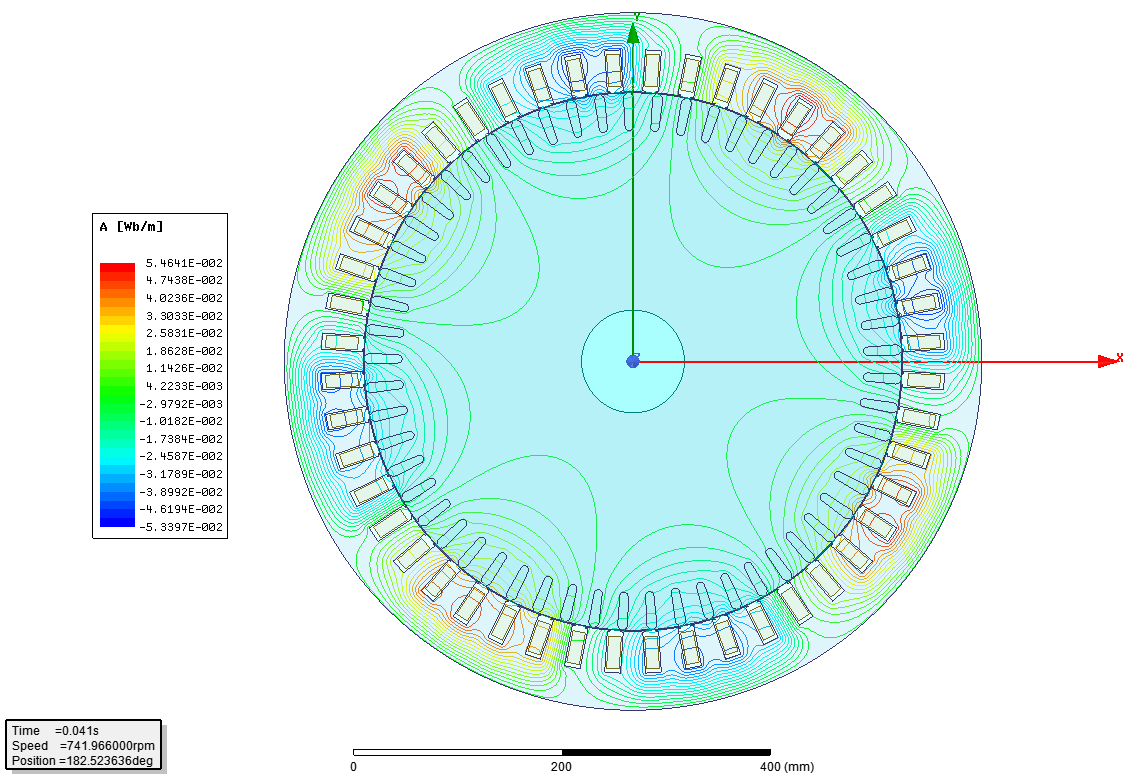 Y
A [Wb/m]
5.4641E-002
4.7438E-002
4.0236E-002
3.3033E-002
2.5831E-002
1.8628E-002
1.1426E-002
4.2233E-003
-2.9792E-003
-1.0182E-002
-1.7384E-002
-2.4587E-002
-3.1789E-002
-3.8992E-002
-4.6194E-002
-5.3397E-002
Z
X
Time =0.041s
Speed =741.966000rpm
Position =182.523636deg
0 200 400 (mm)